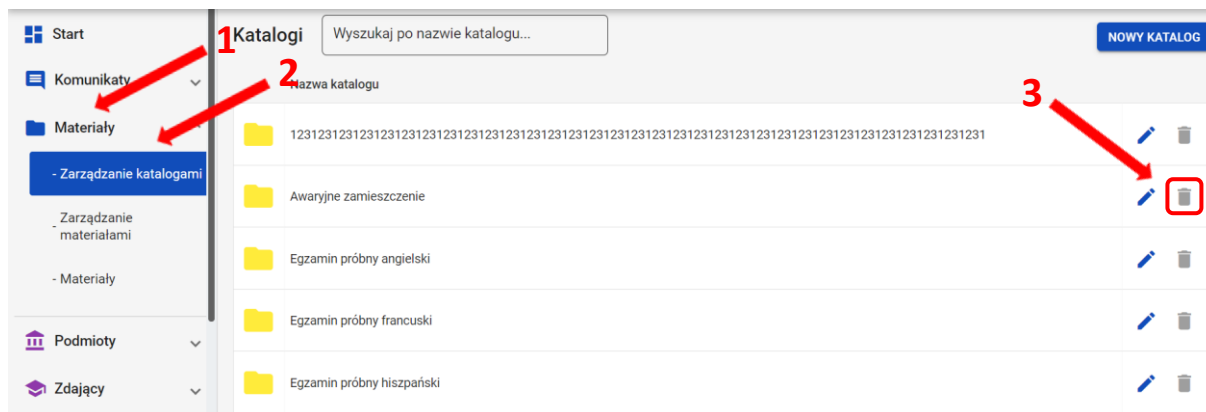 Start
Komunikaty
Materiały
- Zarządzanie katalogami
- Zarządzanie
materiałami
- Materiały
Podmioty
Zdający
1
2
3
Katalogi
Wyszukaj po nazwie katalogu...
NOWY KATALOG
Nazwa katalogu
1231231231231231231231231231231231231231231231231231231231231231231231231231231231231231231231231231
Awaryjne zamieszczenie
Egzamin próbny angielski
Egzamin próbny francuski
Egzamin próbny hiszpański